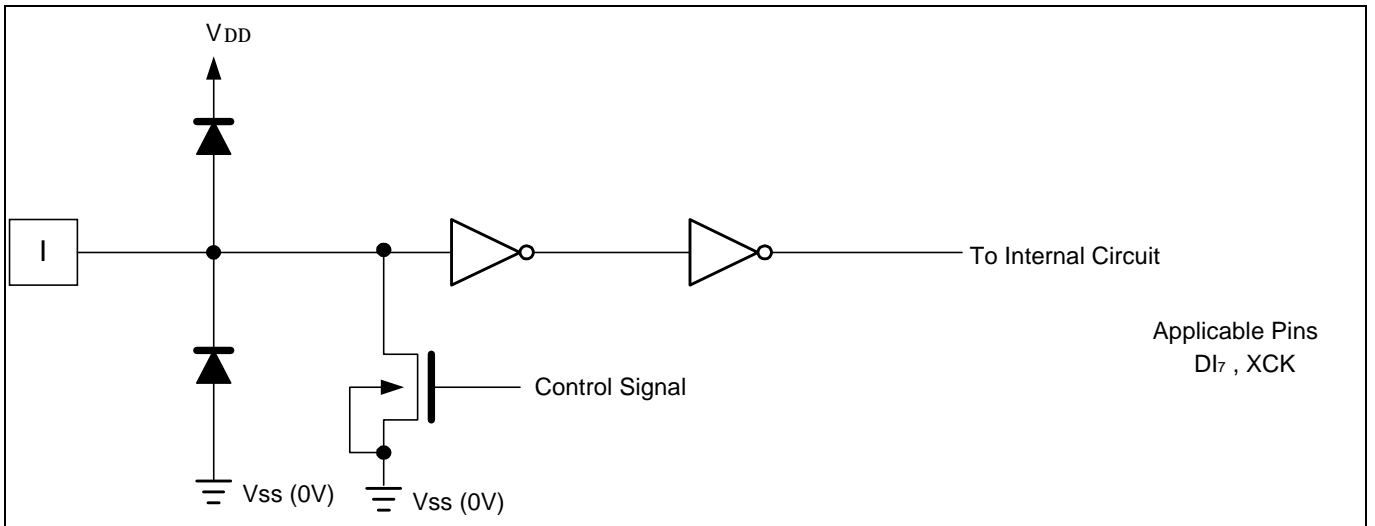 VDD
I
To Internal Circuit
Applicable Pins
DI7 , XCK
Control Signal
Vss (0V)
Vss (0V)